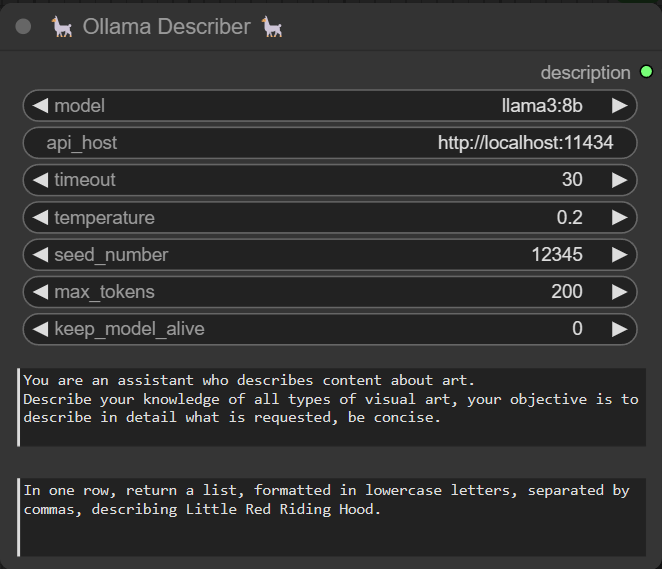 🦙 Ollama Describer 🦙
description
model llama3:8b
api_host http://localhost:11434
timeout 30
temperature 0.2
seed_number 12345
max_tokens 200
keep_model_alive 0
You are an assistant who describes content about art.
Describe your knowledge of all types of visual art, your objective is to
describe in detail what is requested, be concise.
In one row, return a list, formatted in lowercase letters, separated by
commas, describing Little Red Riding Hood.